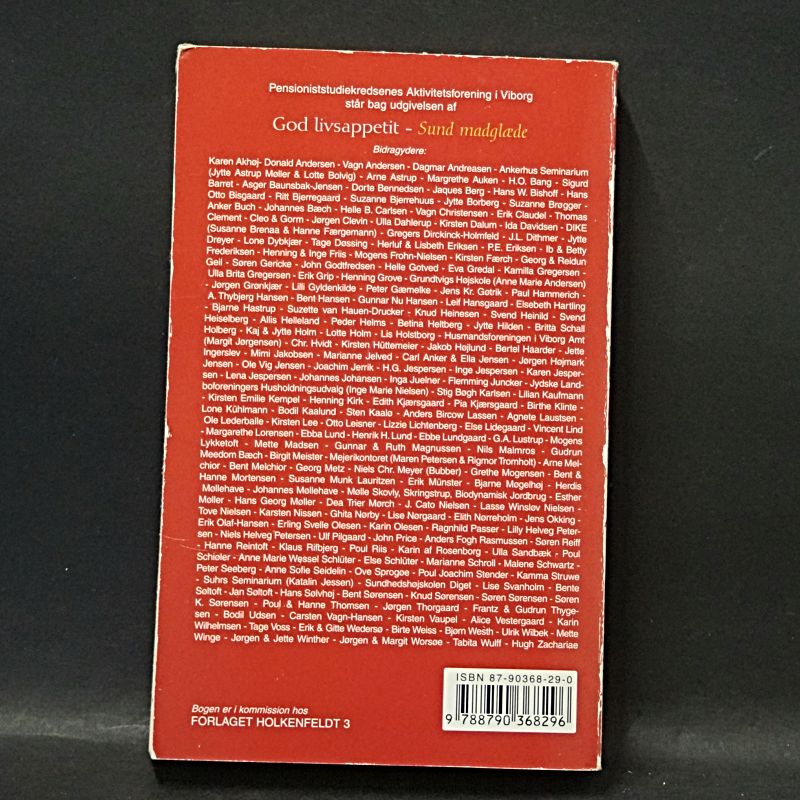 Pensioniststudiekredsenes Aktivitetsforening i Viborg
står bag udgivelsen af
God livsappetit - Sund madglæde
Bidragydere:
Karen Akhøj- Donald Andersen - Vagn Andersen - Dagmar Andreasen - Ankerhus Seminarium
(Jytte Astrup Møller & Lotte Bolvig) - Arne Astrup - Margrethe Auken - H.O. Bang - Sigurd
Barret - Asger Baunsbak-Jensen - Dorte Bennedsen - Jaques Berg - Hans W. Bishoff - Hans
Otto Bisgaard - Ritt Bjerregaard - Suzanne Bjerrehuus - Jytte Borberg - Suzanne Brøgger -
Anker Buch - Johannes Bæch - Helle B. Carlsen - Vagn Christensen - Erik Claudel - Thomas
Clement - Cleo & Gorm - Jørgen Clevin - Ulla Dahlerup - Kirsten Dalum - Ida Davidsen - DIKE
(Susanne Brenaa & Hanne Færgemann) - Gregers Dirckinck-Holmfeld - J.L. Dithmer - Jytte
Dreyer - Lone Dybkjær - Tage Døssing - Herluf & Lisbeth Eriksen - P.E. Eriksen - Ib & Betty
Frederiksen - Henning & Inge Friis - Mogens Frohn-Nielsen - Kirsten Færch - Georg & Reidun
Geil - Søren Gericke - John Godtfredsen - Helle Gotved - Eva Gredal - Kamilla Gregersen -
Ulla Brita Gregersen - Erik Grip - Henning Grove - Grundtvigs Højskole (Anne Marie Andersen)
- Jørgen Grønkjær - Lilli Gyldenkilde - Peter Gæmelke - Jens Kr. Gøtrik - Paul Hammerich -
A. Thybjerg Hansen - Bent Hansen - Gunnar Nu Hansen - Leif Hansgaard - Elsebeth Hartling
- Bjarne Hastrup - Suzette van Hauen-Drucker - Knud Heinesen - Svend Heinild - Svend
Heiselberg - Allis Helleland - Peder Helms - Betina Heltberg - Jytte Hilden - Britta Schall
Holberg - Kaj & Jytte Holm - Lotte Holm - Lis Holstborg - Husmandsforeningen i Viborg Amt
(Margit Jørgensen) - Chr. Hvidt - Kirsten Hüttemeier - Jakob Højlund - Bertel Haarder - Jette
Ingerslev - Mimi Jakobsen - Marianne Jelved - Carl Anker & Ella Jensen - Jørgen Højmark
Jensen - Ole Vig Jensen - Joachim Jerrik - H.G. Jespersen - Inge Jespersen - Karen Jesper-
sen - Lena Jespersen - Johannes Johansen - Inga Juelner - Flemming Juncker - Jydske Land-
boforeningers Husholdningsudvalg (Inge Marie Nielsen) - Stig Bøgh Karlsen - Lilian Kaufmann
- Kirsten Emilie Kempel - Henning Kirk - Edith Kjærsgaard - Pia Kjærsgaard - Birthe Klinte -
Lone Kühlmann - Bodil Kaalund - Sten Kaalø - Anders Bircow Lassen - Agnete Laustsen -
Ole Lederballe - Kirsten Lee - Otto Leisner - Lizzie Lichtenberg - Else Lidegaard - Vincent Lind
- Margarethe Lorensen - Ebba Lund - Henrik H. Lund - Ebbe Lundgaard - G.A. Lustrup - Mogens
Lykketoft - Mette Madsen - Gunnar & Ruth Magnussen - Nils Malmros - Gudrun
Meedom Bæch - Birgit Meister - Mejerikontoret (Maren Petersen & Rigmor Tromholt) - Arne Mel-
chior - Bent Melchior - Georg Metz - Niels Chr. Meyer (Bubber) - Grethe Mogensen - Bent &
Hanne Mortensen - Susanne Munk Lauritzen - Erik Münster - Bjarne Møgelhøj - Herdis
Møllehave - Johannes Møllehave - Mølle Skovly, Skringstrup, Biodynamisk Jordbrug - Esther
Møller - Hans Georg Møller - Dea Trier Mørch - J. Cato Nielsen - Lasse Winsløv Nielsen -
Tove Nielsen - Karsten Nissen - Ghita Nørby - Lise Nørgaard - Elith Nørreholm - Jens Okking -
Erik Olaf-Hansen - Erling Svelle Olesen - Karin Olesen - Ragnhild Passer - Lilly Helveg Peter-
sen - Niels Helveg Petersen - Ulf Pilgaard - John Price - Anders Fogh Rasmussen - Søren Reiff
- Hanne Reintoft - Klaus Rifbjerg - Poul Riis - Karin af Rosenborg - Ulla Sandbæk - Poul
Schiøler - Anne Marie Wessel Schlüter - Else Schlüter - Marianne Schroll - Malene Schwartz -
Peter Seeberg - Anne Sofie Seidelin - Ove Sprogøe - Poul Joachim Stender - Kamma Struwe
- Suhrs Seminarium (Katalin Jessen) - Sundhedshøjskolen Diget - Lise Svanholm - Bente
Søltoft - Jan Søltoft - Hans Sølvhøj - Bent Sørensen - Knud Sørensen - Søren Sørensen - Søren
K. Sørensen - Poul & Hanne Thomsen - Jørgen Thorgaard - Frantz & Gudrun Thyge-
sen - Bodil Udsen - Carsten Vagn-Hansen - Kirsten Vaupel - Alice Vestergaard - Karin
Wilhelmsen - Tage Voss - Erik & Gitte Wedersø - Birte Weiss - Bjørn Westh - Ulrik Wilbek - Mette
Winge - Jørgen & Jette Winther - Jørgen & Margit Worsøe - Tabita Wulff - Hugh Zachariae
ISBN 87-90368-29-0
9 788790 368296
Bogen er i kommission hos
FORLAGET HOLKENFELDT 3